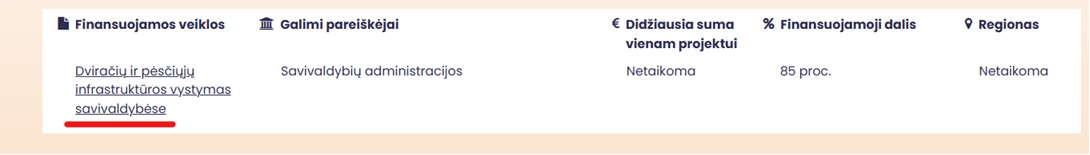 Finansuojamos veiklos
Galimi pareiškėjai
Didžiausia suma
vienam projektui
Finansuojamoji dalis
Regionas
Dviračių ir pėsčiųjų
infrastruktūros vystymas
savivaldybėse
Savivaldybių administracijos
Netaikoma
85 proc.
Netaikoma